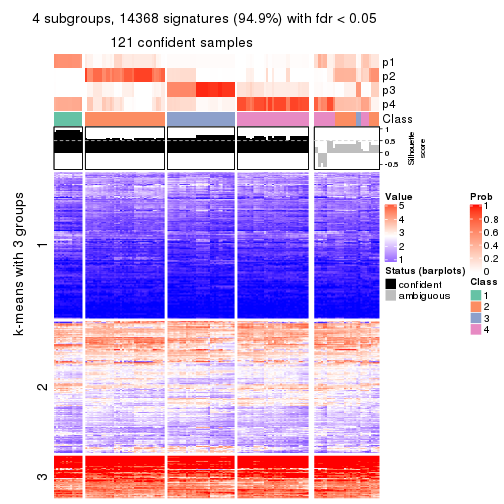 4 subgroups, 14368 signatures (94.9%) with fdr < 0.05
121 confident samples
p1
p2
p3
p4
Class
1
0.5
0
-0.5
Silhouette
score
k-means with 3 groups
1
2
3
Value
5
4
3
2
1
Status (barplots)
confident
ambiguous
Prob
1
0.8
0.6
0.4
0.2
0
Class
1
2
3
4